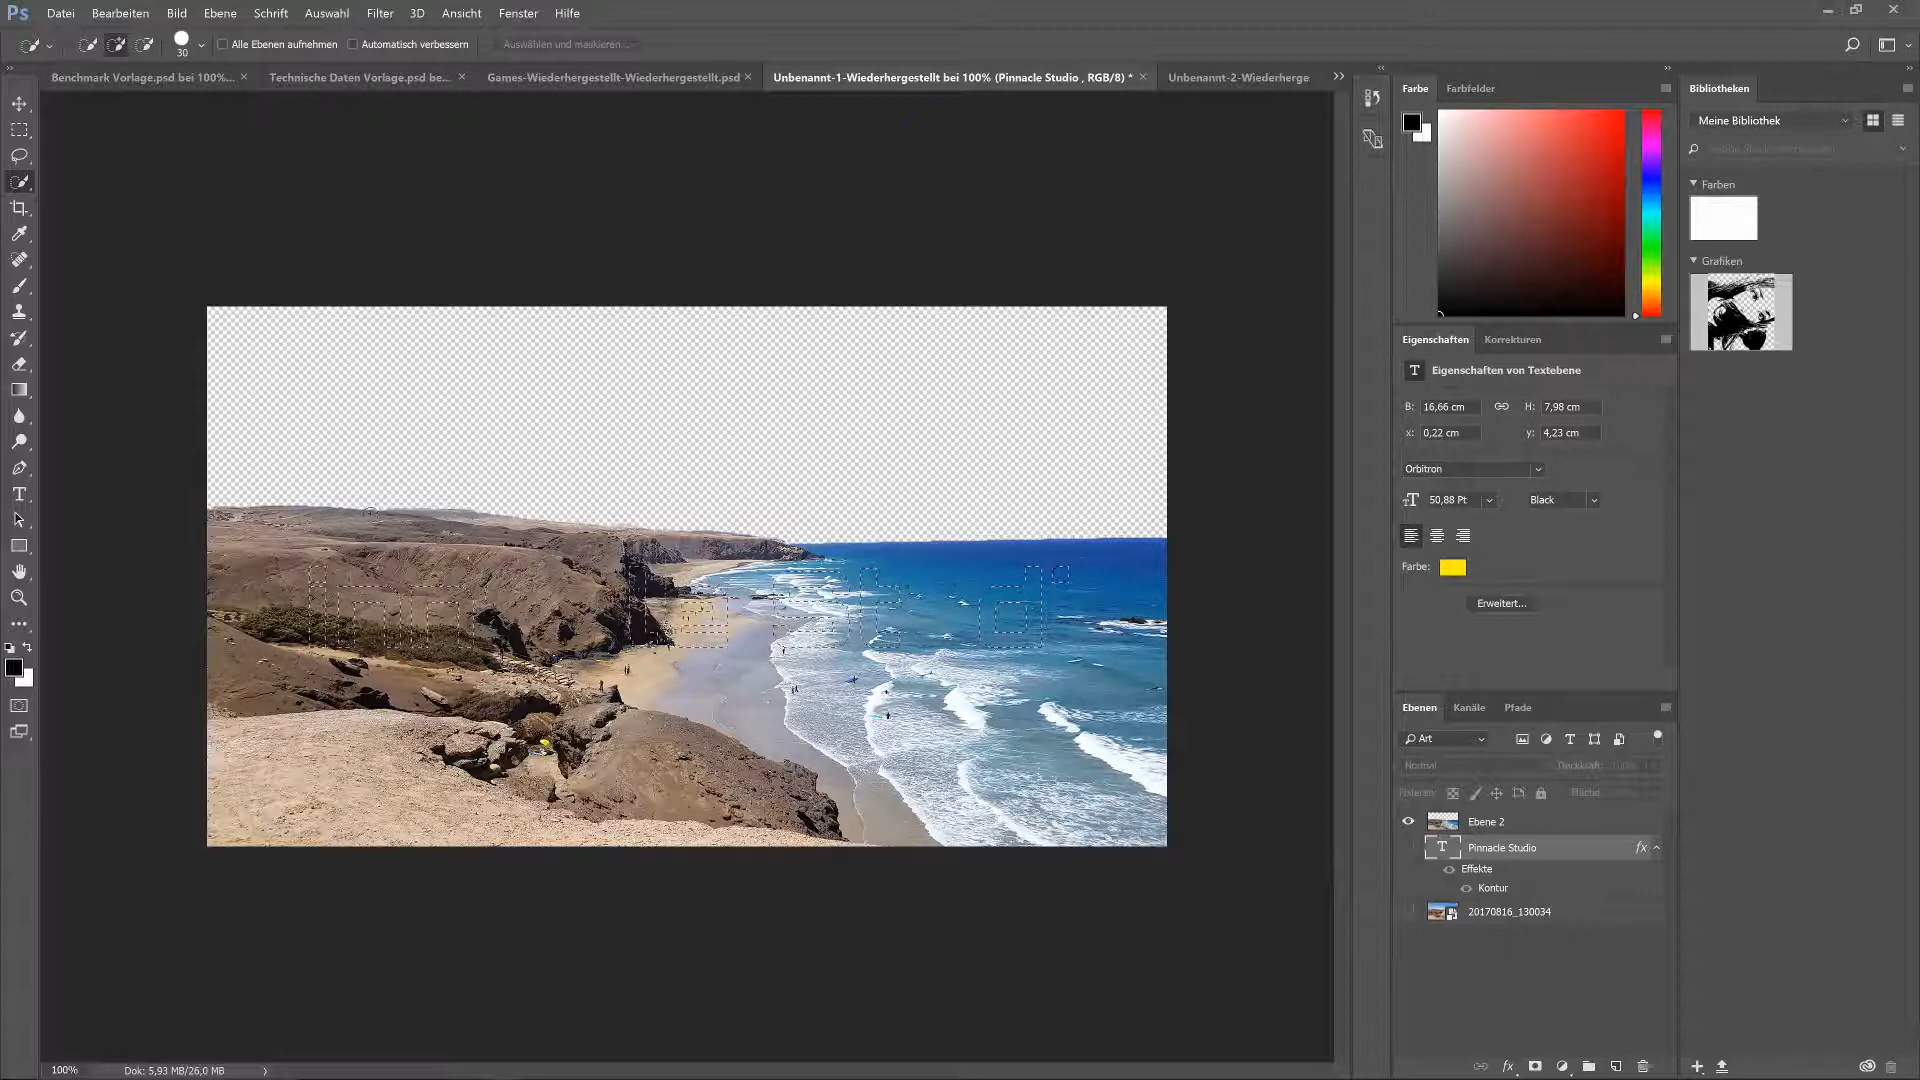 Ps Datei Bearbeiten Bild Ebene Schrift Auswahl Filter 3D Ansicht Fenster Hilfe
30 Alle Ebenen aufnehmen Automatisch verbessern Auswählen und maskieren...
Benchmark Vorlage.psd bei 100%... × Technische Daten Vorlage.psd be... × Games-Wiederhergestellt-Wiederhergestellt.psd × Unbenannt-1-Wiederhergestellt bei 100% (Pinnacle Studio , RGB/8) * × Unbenannt-2-Wiederherge
Farbe Farbfelder
Bibliotheken
Meine Bibliothek
Farben
Grafiken
Eigenschaften Korrekturen
T Eigenschaften von Textebene
B: 16,66 cm H: 7,98 cm
x: 0,22 cm y: 4,23 cm
Orbitron
50,88 Pt Black
Farbe:
Erweitert...
Ebenen Kanäle Pfade
Art
Normal Deckkraft: 100%
Fixieren: Fläche
Ebene 2
T Pinnacle Studio fx
Effekte
Kontur
20170816_130034
fx
100% Dok: 5,93 MB/26,0 MB